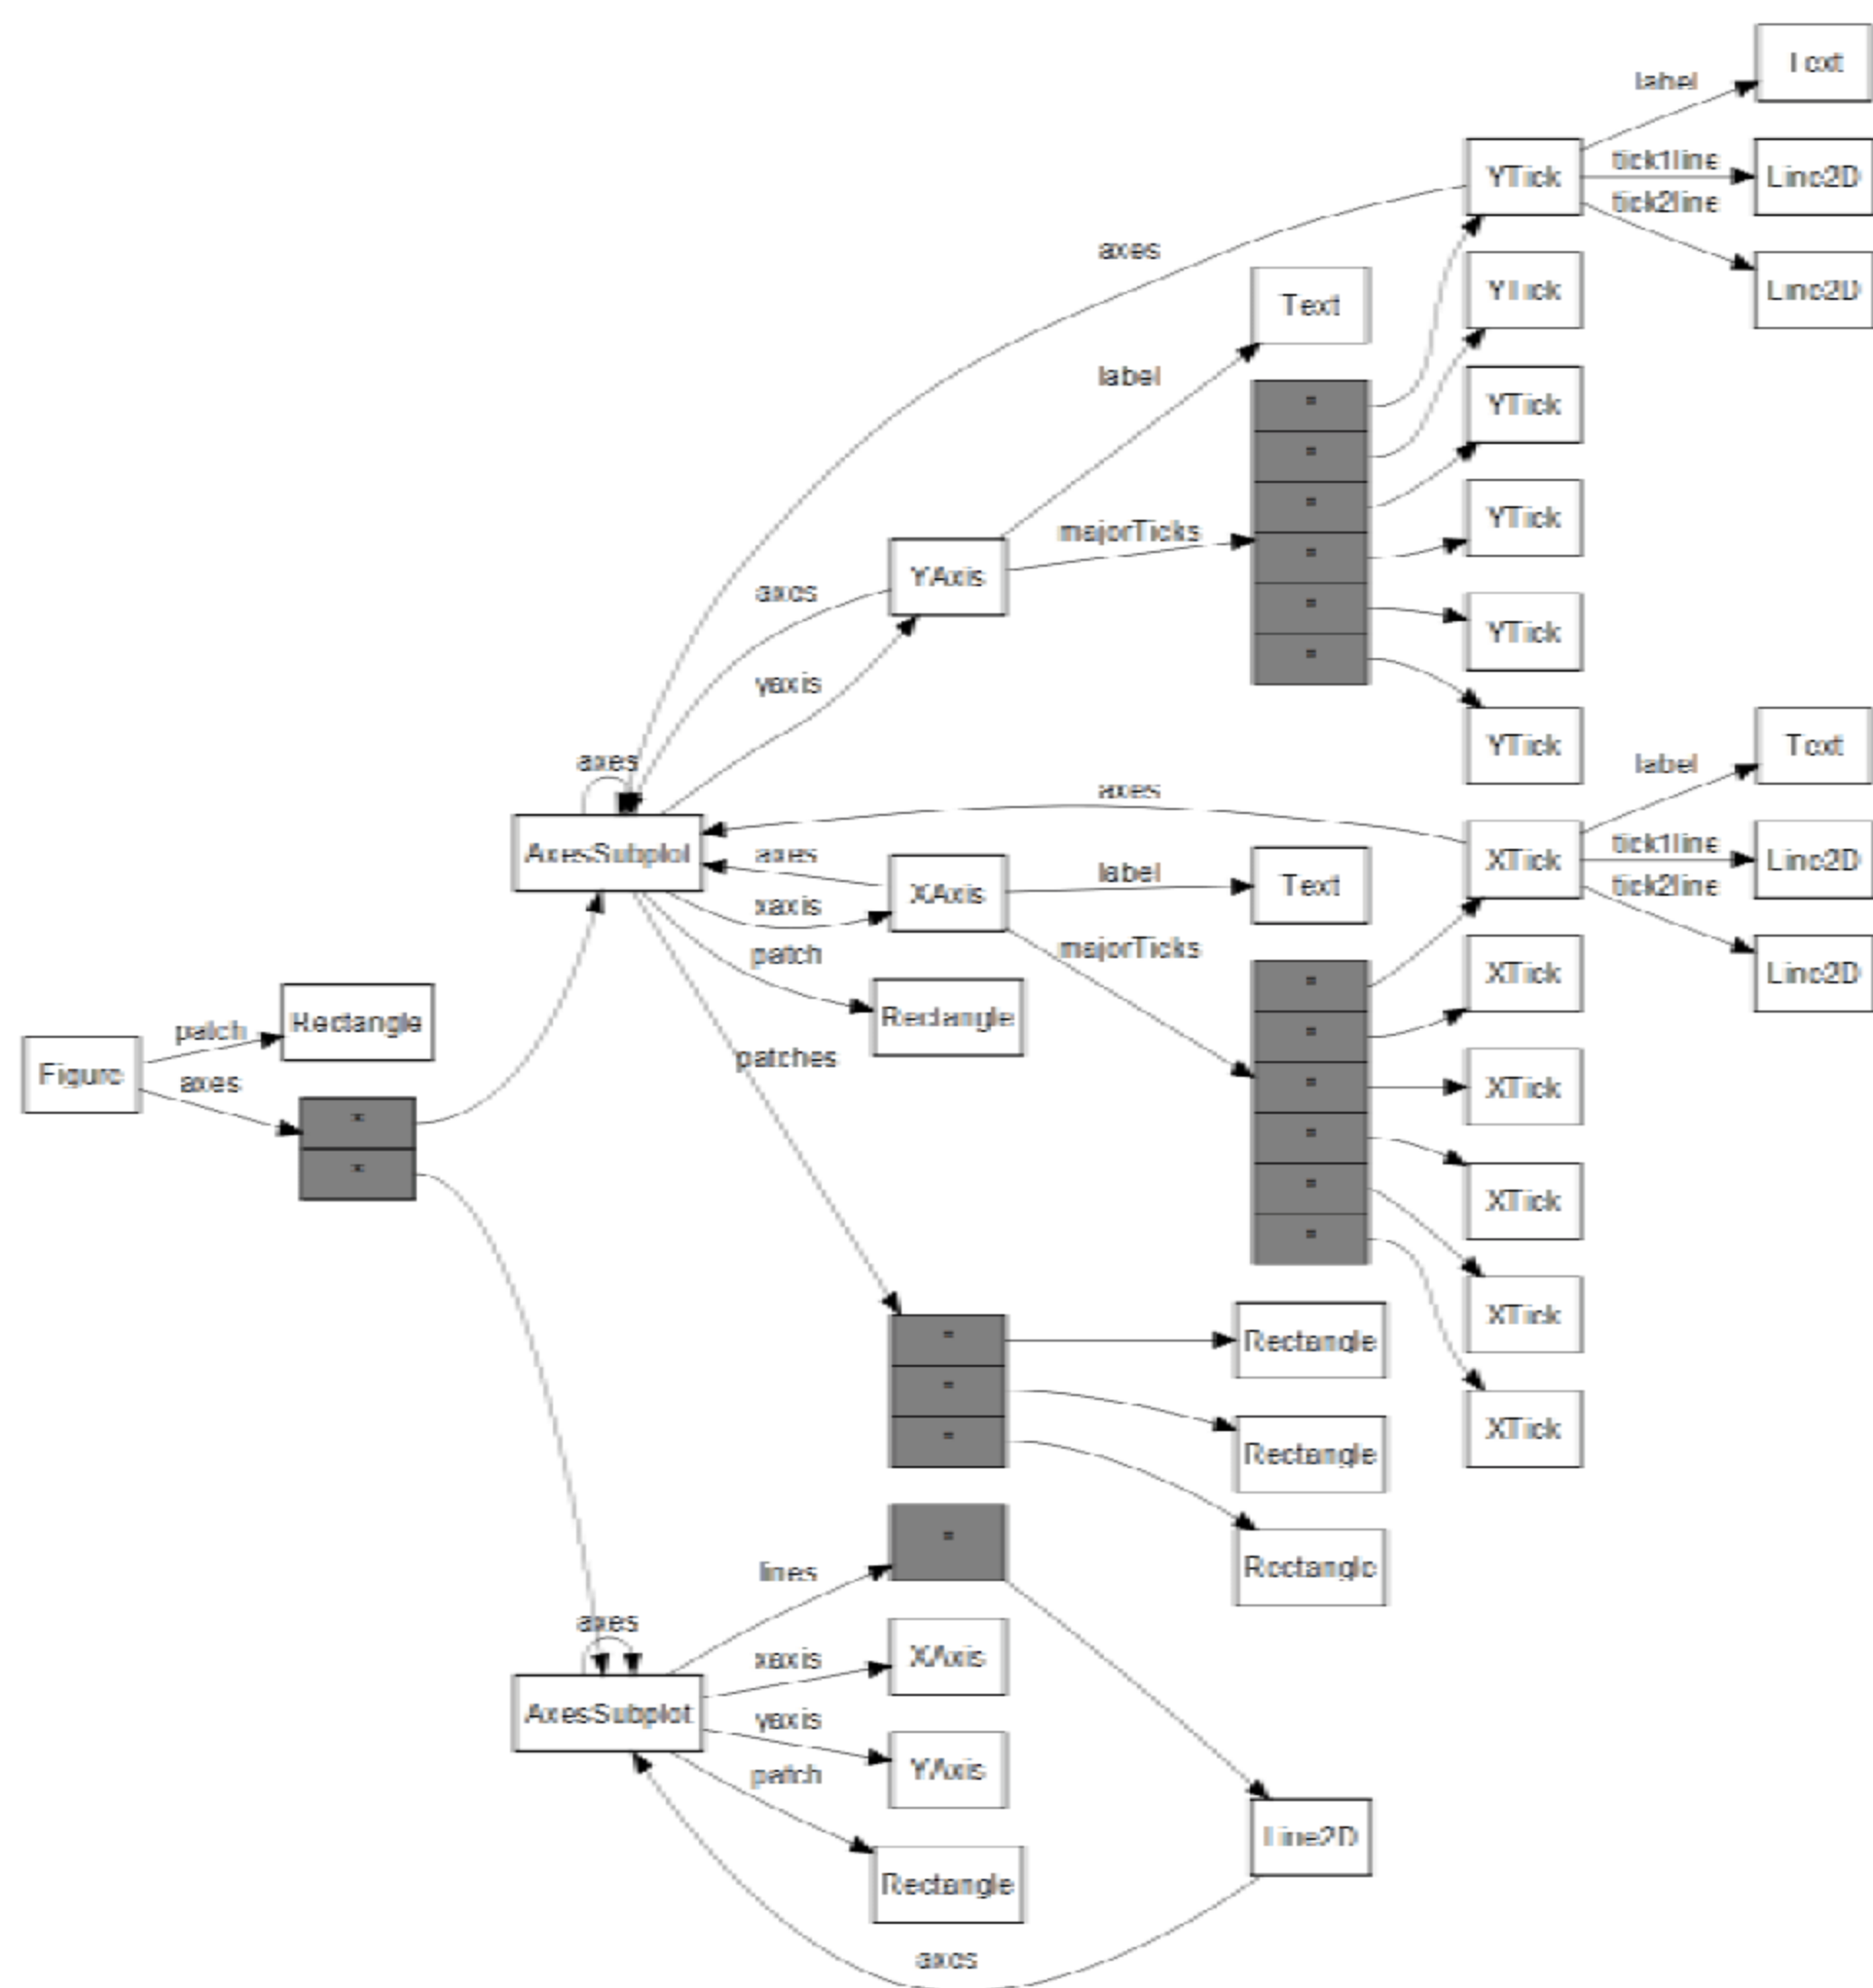 Text
label
YTick
tick1line
Line2D
tick2line
axes
YTick
Line2D
Text
label
YTick
majorTicks
YTick
YAxis
axes
YTick
yaxis
YTick
Text
label
axes
axes
AxesSubplot
axes
XTick
tick1line
Line2D
label
Text
tick2line
XAxis
xaxis
majorTicks
patch
XTick
Line2D
Rectangle
Rectangle
patch
patches
Figure
axes
XTick
XTick
XTick
Rectangle
XTick
Rectangle
Rectangle
lines
axes
xaxis
XAxis
AxesSubplot
yaxis
YAxis
patch
Line2D
Rectangle
axes